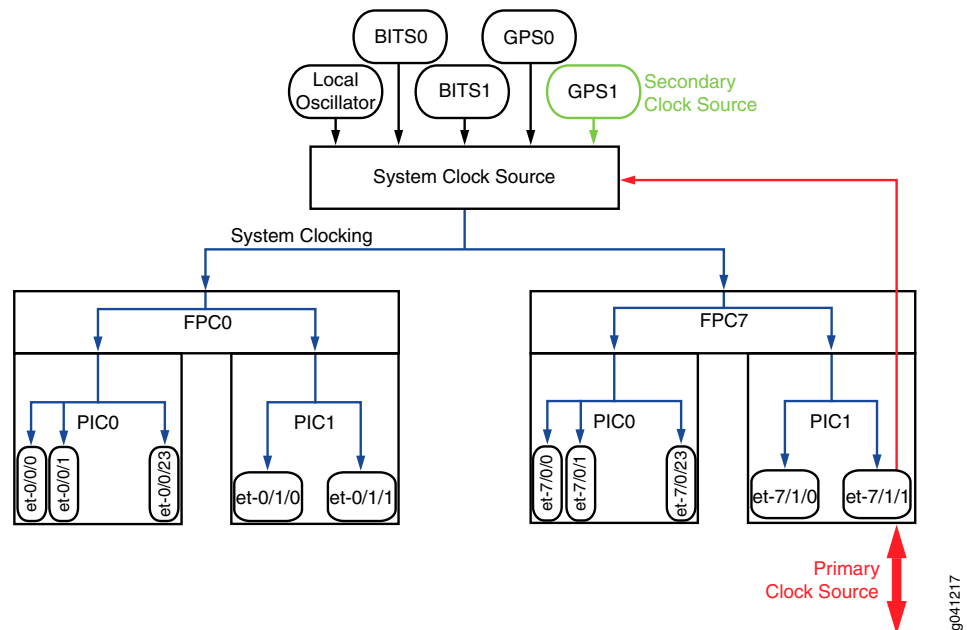 BITS0
GPS0
Local
Oscillator
BITS1
GPS1
Secondary
Clock Source
System Clock Source
System Clocking
FPC0
FPC7
PIC0
PIC1
PIC0
PIC1
et-0/0/0
et-0/0/1
et-0/0/23
et-0/1/0
et-0/1/1
et-7/0/0
et-7/0/1
et-7/0/23
et-7/1/0
et-7/1/1
Primary
Clock Source
g041217